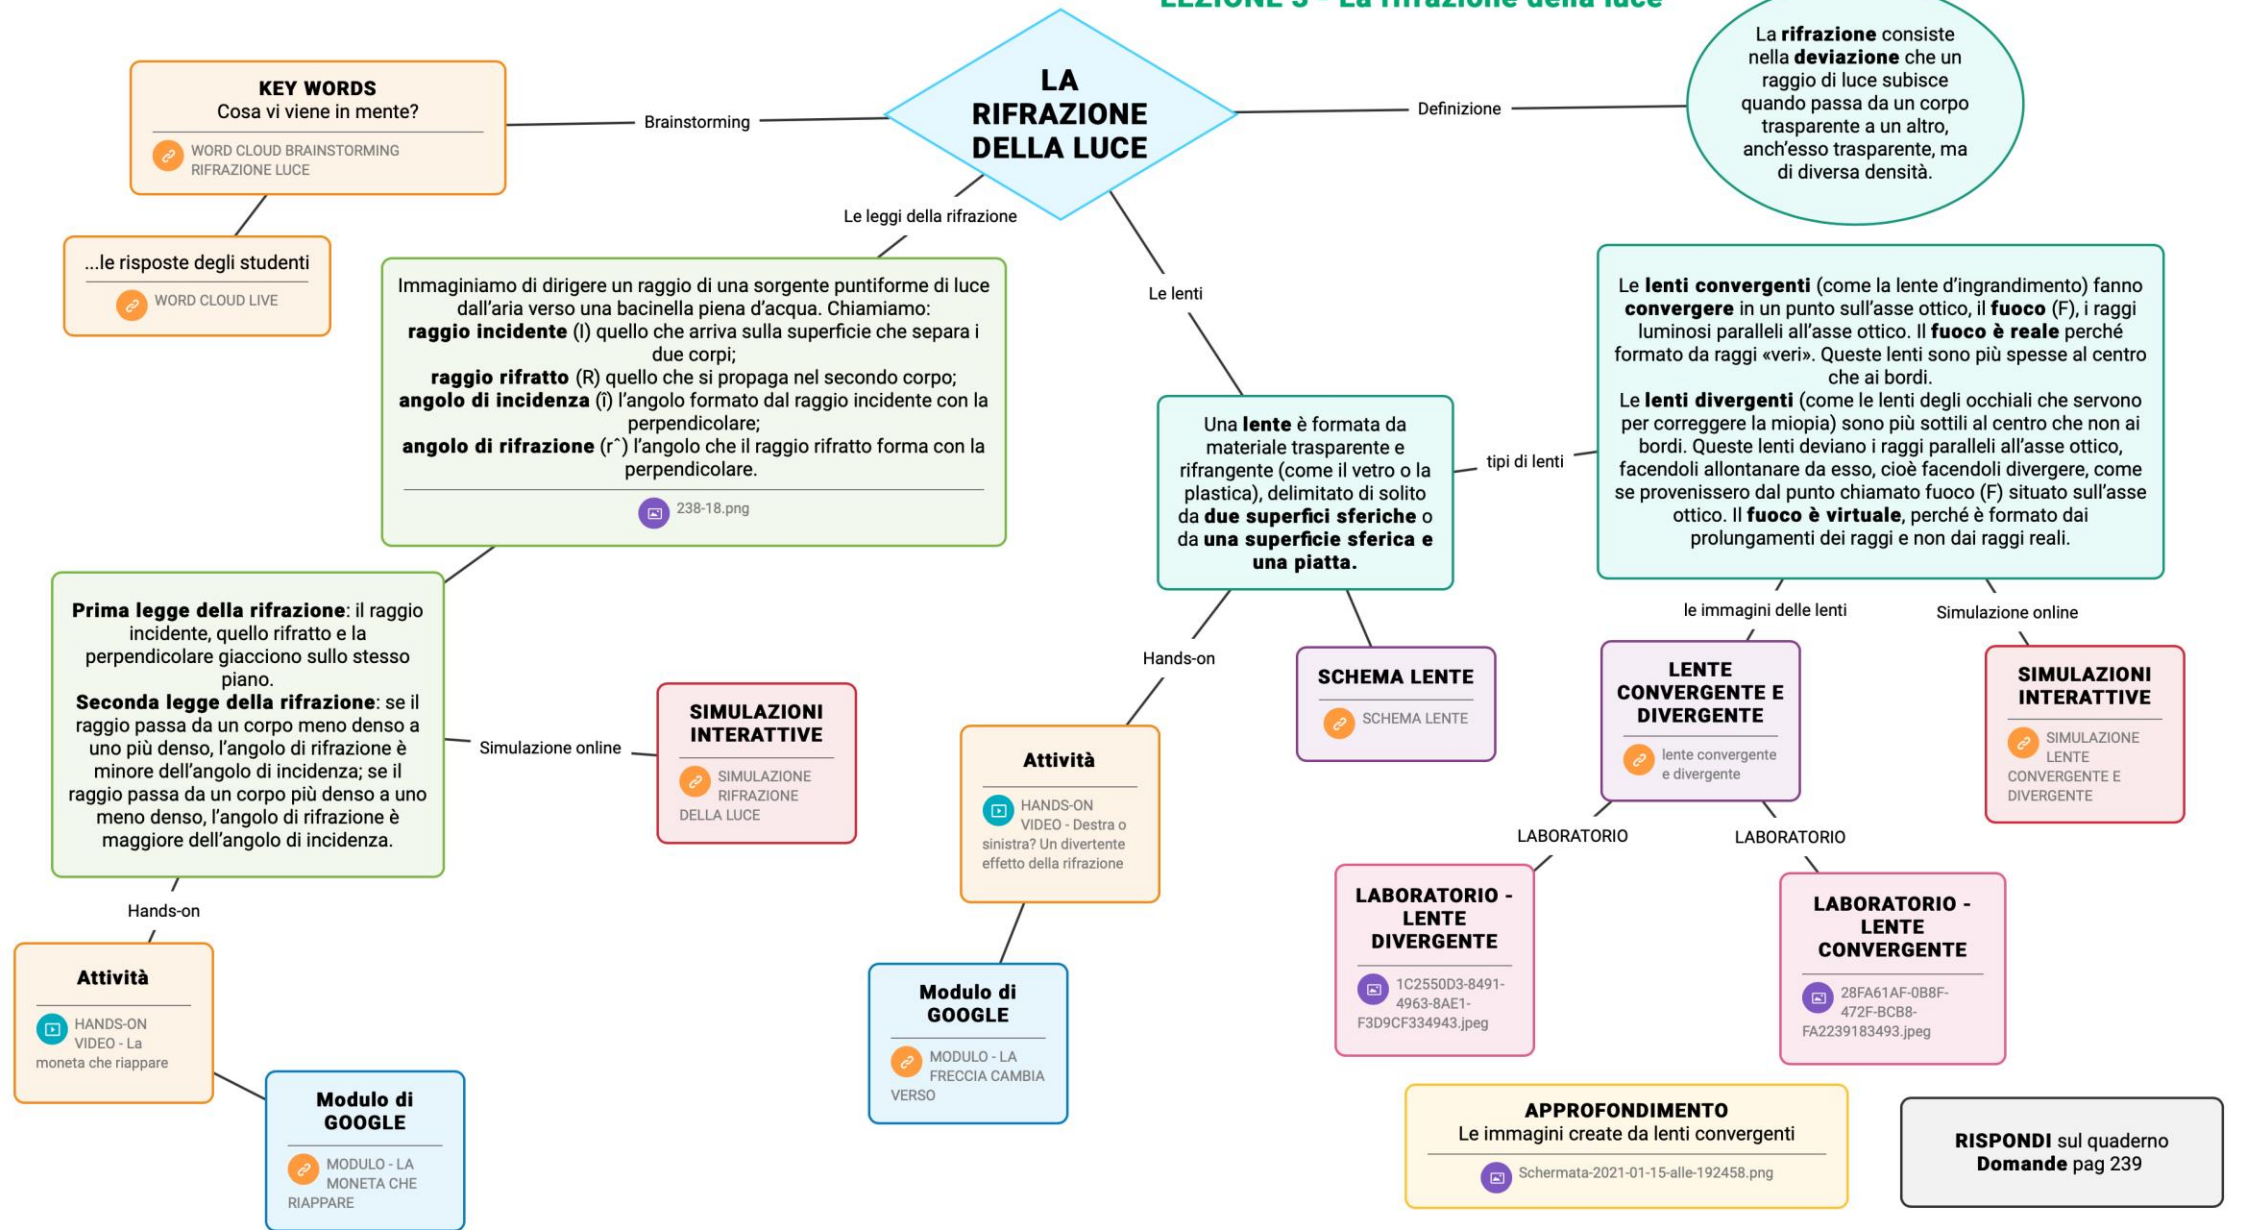 LEZIONE 3 - La rifrazione della luce
LA
RIFRAZIONE
DELLA LUCE
Brainstorming
KEY WORDS
Cosa vi viene in mente?
WORD CLOUD BRAINSTORMING
RIFRAZIONE LUCE
...le risposte degli studenti
WORD CLOUD LIVE
Definizione
La rifrazione consiste
nella deviazione che un
raggio di luce subisce
quando passa da un corpo
trasparente a un altro,
anch'esso trasparente, ma
di diversa densità.
Le leggi della rifrazione
Immaginiamo di dirigere un raggio di una sorgente puntiforme di luce
dall'aria verso una bacinella piena d'acqua. Chiamiamo:
raggio incidente (I) quello che arriva sulla superficie che separa i
due corpi;
raggio rifratto (R) quello che si propaga nel secondo corpo;
angolo di incidenza (î) l'angolo formato dal raggio incidente con la
perpendicolare;
angolo di rifrazione (rˆ) l'angolo che il raggio rifratto forma con la
perpendicolare.
238-18.png
Prima legge della rifrazione: il raggio
incidente, quello rifratto e la
perpendicolare giacciono sullo stesso
piano.
Seconda legge della rifrazione: se il
raggio passa da un corpo meno denso a
uno più denso, l'angolo di rifrazione è
minore dell'angolo di incidenza; se il
raggio passa da un corpo più denso a uno
meno denso, l'angolo di rifrazione è
maggiore dell'angolo di incidenza.
Simulazione online
SIMULAZIONI
INTERATTIVE
SIMULAZIONE
RIFRAZIONE
DELLA LUCE
Hands-on
Attività
HANDS-ON
VIDEO - La
moneta che riappare
Modulo di
GOOGLE
MODULO - LA
MONETA CHE
RIAPPARE
Le lenti
Una lente è formata da
materiale trasparente e
rifrangente (come il vetro o la
plastica), delimitato di solito
da due superfici sferiche o
da una superficie sferica e
una piatta.
Hands-on
Attività
HANDS-ON
VIDEO - Destra o
sinistra? Un divertente
effetto della rifrazione
Modulo di
GOOGLE
MODULO - LA
FRECCIA CAMBIA
VERSO
SCHEMA LENTE
SCHEMA LENTE
tipi di lenti
Le lenti convergenti (come la lente d'ingrandimento) fanno
convergere in un punto sull'asse ottico, il fuoco (F), i raggi
luminosi paralleli all'asse ottico. Il fuoco è reale perché
formato da raggi «veri». Queste lenti sono più spesse al centro
che ai bordi.
Le lenti divergenti (come le lenti degli occhiali che servono
per correggere la miopia) sono più sottili al centro che non ai
bordi. Queste lenti deviano i raggi paralleli all'asse ottico,
facendoli allontanare da esso, cioè facendoli divergere, come
se provenissero dal punto chiamato fuoco (F) situato sull'asse
ottico. Il fuoco è virtuale, perché è formato dai
prolungamenti dei raggi e non dai raggi reali.
le immagini delle lenti
LENTE
CONVERGENTE E
DIVERGENTE
lente convergente
e divergente
Simulazione online
SIMULAZIONI
INTERATTIVE
SIMULAZIONE
LENTE
CONVERGENTE E
DIVERGENTE
LABORATORIO
LABORATORIO -
LENTE
DIVERGENTE
1C2550D3-8491-
4963-8AE1-
F3D9CF334943.jpeg
LABORATORIO
LABORATORIO -
LENTE
CONVERGENTE
28FA61AF-0B8F-
472F-BCB8-
FA2239183493.jpeg
APPROFONDIMENTO
Le immagini create da lenti convergenti
Schermata-2021-01-15-alle-192458.png
RISPONDI sul quaderno
Domande pag 239